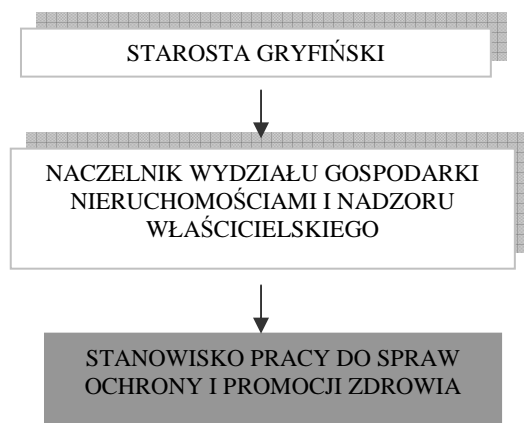 STAROSTA GRYFIŃSKI
NACZELNIK WYDZIAŁU GOSPODARKI
NIERUCHOMOŚCIAMI I NADZORU
WŁAŚCICIELSKIEGO
STANOWISKO PRACY DO SPRAW
OCHRONY I PROMOCJI ZDROWIA